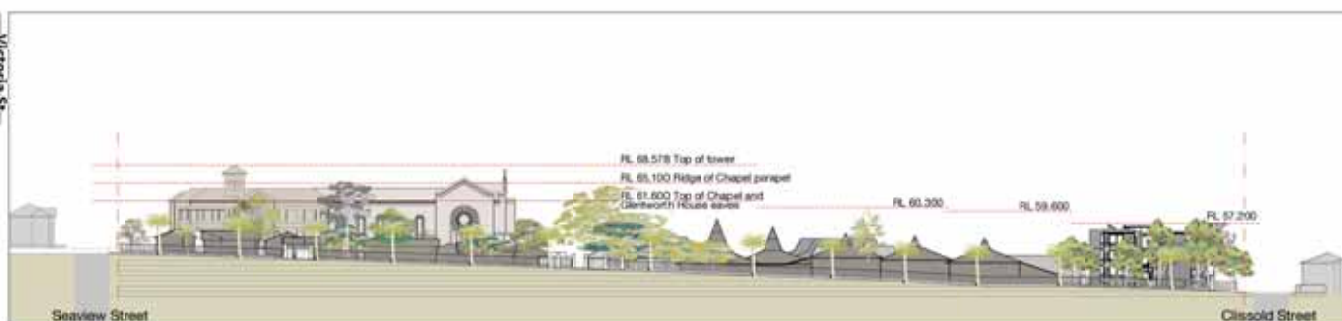 Victoria St
RL 68.578 Top of tower
RL 65.100 Ridge of Chapel parapet
RL 61.600 Top of Chapel and
Glentworth House eaves
RL 60.300
RL 59.600
RL 57.200
Seaview Street
Clissold Street